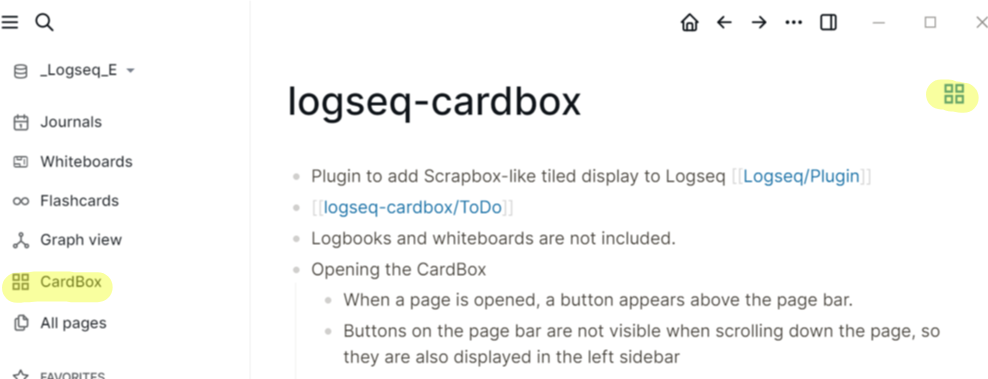 _Logseq_E
Journals
Whiteboards
Flashcards
Graph view
CardBox
All pages
FAVORITES
logseq-cardbox
Plugin to add Scrapbox-like tiled display to Logseq [[Logseq/Plugin]]
[[logseq-cardbox/ToDo]]
Logbooks and whiteboards are not included.
Opening the CardBox
When a page is opened, a button appears above the page bar.
Buttons on the page bar are not visible when scrolling down the page, so
they are also displayed in the left sidebar